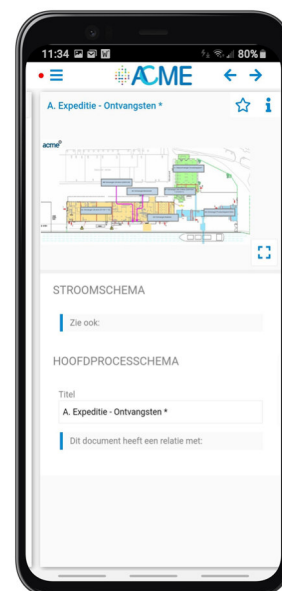 11:34 80%
ACME
A. Expeditie - Ontvangsten *
acme
STROOMSCHEMA
Zie ook:
HOOFDPROCESSCHEMA
Titel
A. Expeditie - Ontvangsten *
Dit document heeft een relatie met: